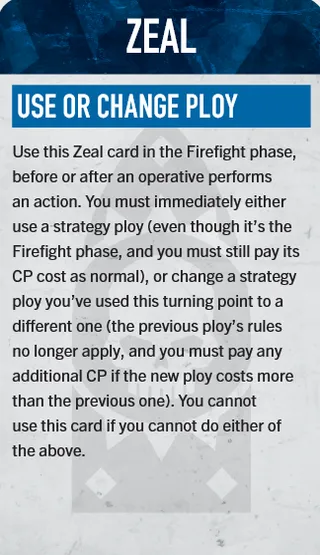 ZEAL
USE OR CHANGE PLOY
Use this Zeal card in the Firefight phase,
before or after an operative performs
an action. You must immediately either
use a strategy ploy (even though it’s the
Firefight phase, and you must still pay its
CP cost as normal), or change a strategy
ploy you’ve used this turning point to a
different one (the previous ploy’s rules
no longer apply, and you must pay any
additional CP if the new ploy costs more
than the previous one). You cannot
use this card if you cannot do either of
the above.